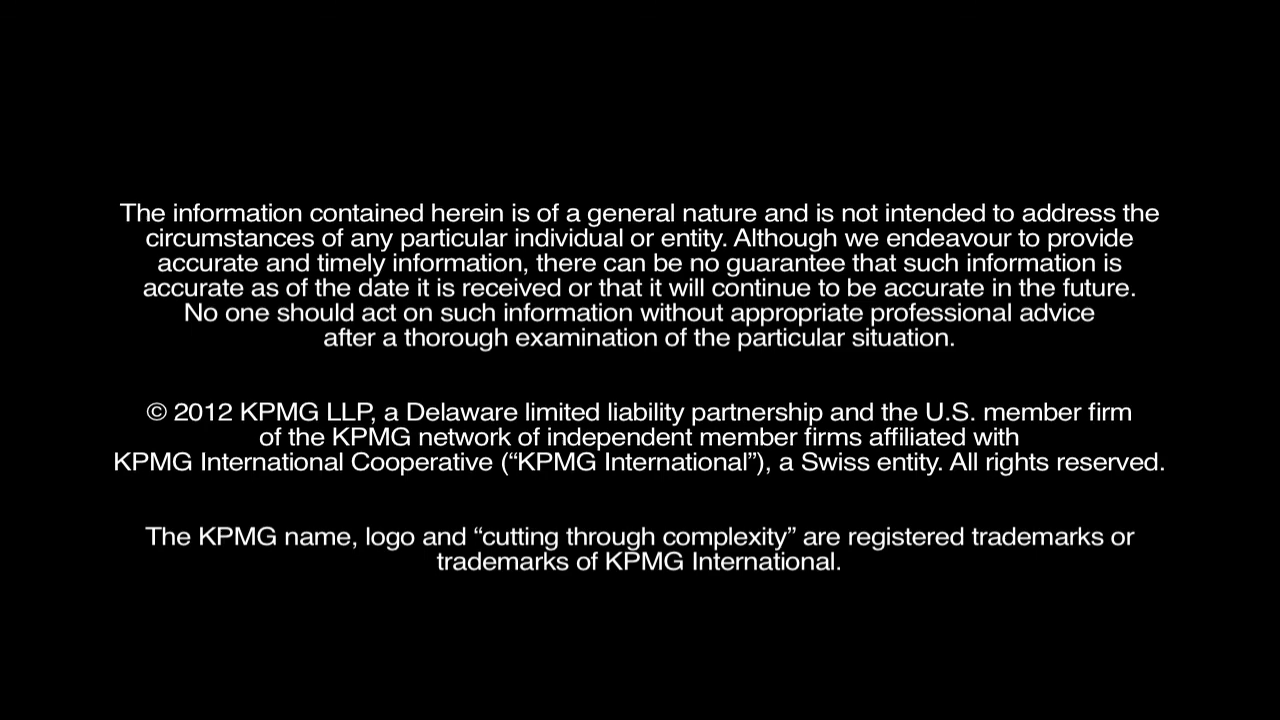 The information contained herein is of a general nature and is not intended to address the
circumstances of any particular individual or entity. Although we endeavour to provide
accurate and timely information, there can be no guarantee that such information is
accurate as of the date it is received or that it will continue to be accurate in the future.
No one should act on such information without appropriate professional advice
after a thorough examination of the particular situation.
© 2012 KPMG LLP, a Delaware limited liability partnership and the U.S. member firm
of the KPMG network of independent member firms affiliated with
KPMG International Cooperative (“KPMG International”), a Swiss entity. All rights reserved.
The KPMG name, logo and “cutting through complexity” are registered trademarks or
trademarks of KPMG International.